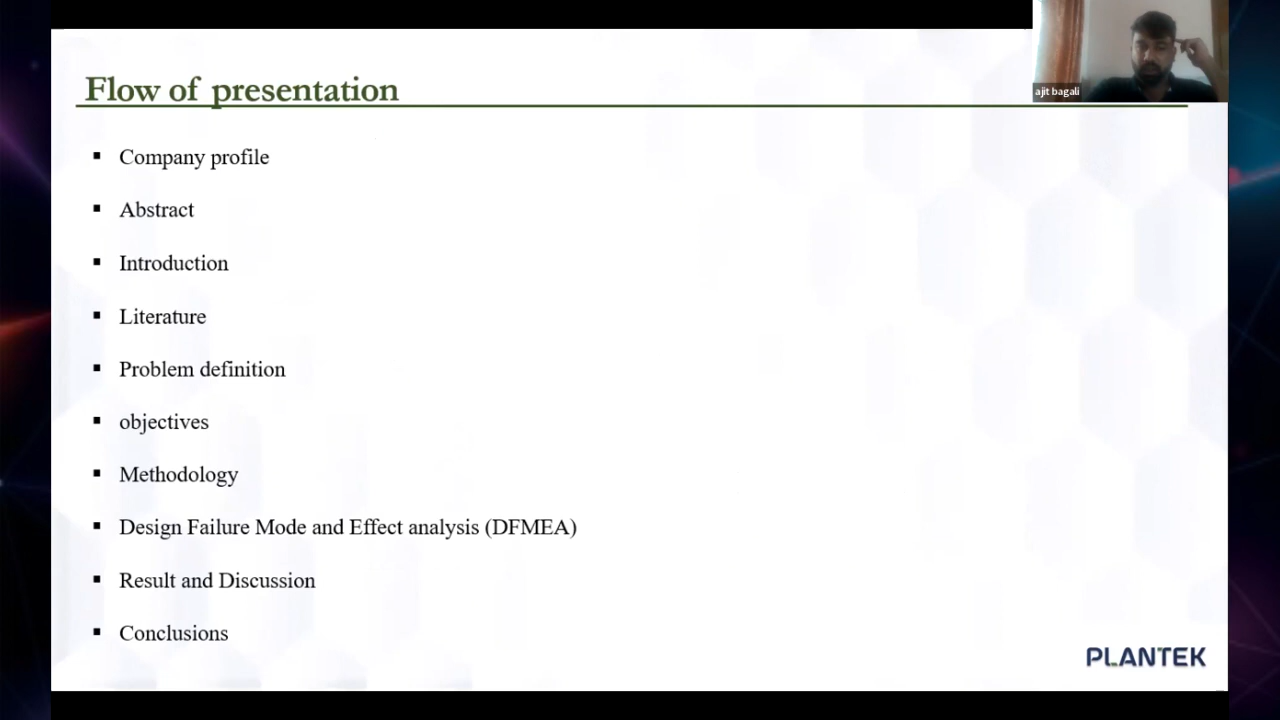 Flow of presentation
ajit bagali
Company profile
Abstract
Introduction
Literature
Problem definition
objectives
Methodology
Design Failure Mode and Effect analysis (DFMEA)
Result and Discussion
Conclusions
PLANTEK